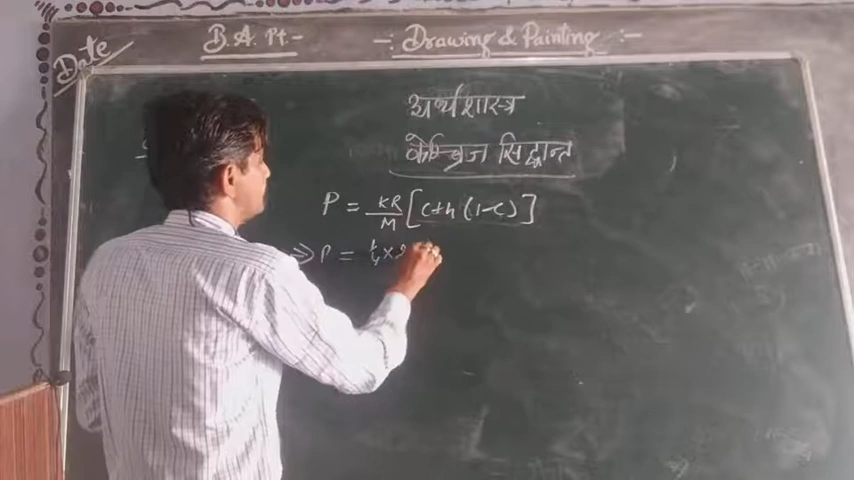 Date
B.A. Pt. - :- Drawing & Painting :-
अर्थशास्त्र
केम्ब्रिज सिद्धान्त
P = KR/M [c+h (1-c)]
⇒ P =